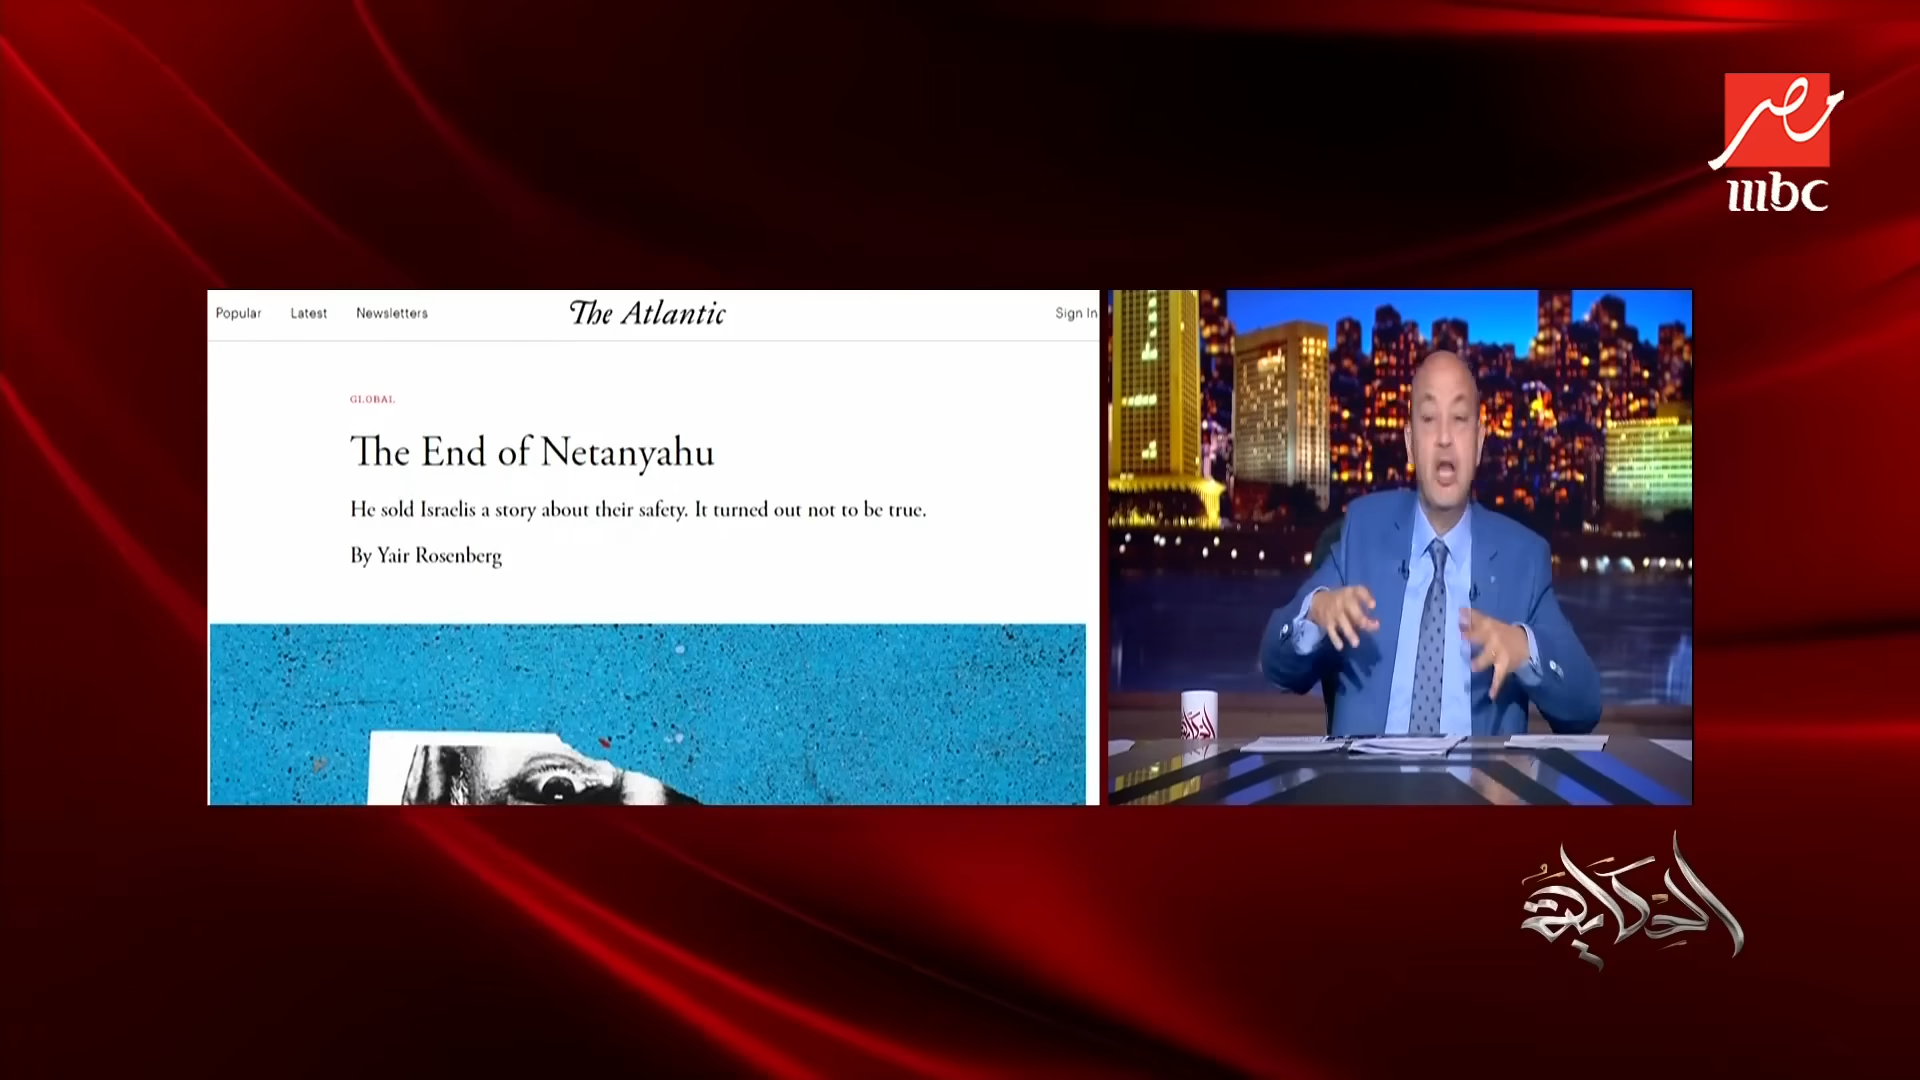 مصر
mbc
Popular Latest Newsletters The Atlantic Sign In
GLOBAL
The End of Netanyahu
He sold Israelis a story about their safety. It turned out not to be true.
By Yair Rosenberg
الحكاية
الحكاية